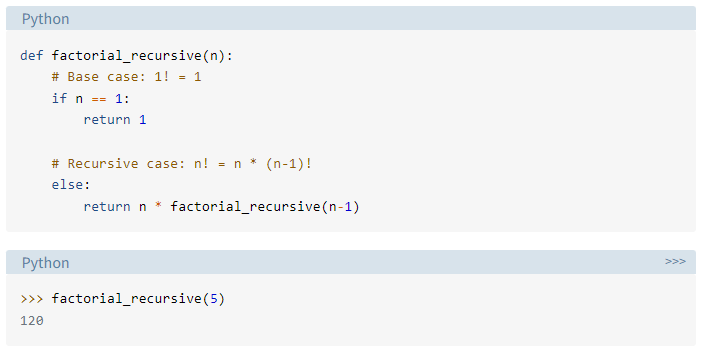 Python
def factorial_recursive(n):
    # Base case: 1! = 1
    if n == 1:
        return 1
    # Recursive case: n! = n * (n-1)!
    else:
        return n * factorial_recursive(n-1)
Python >>>
>>> factorial_recursive(5)
120